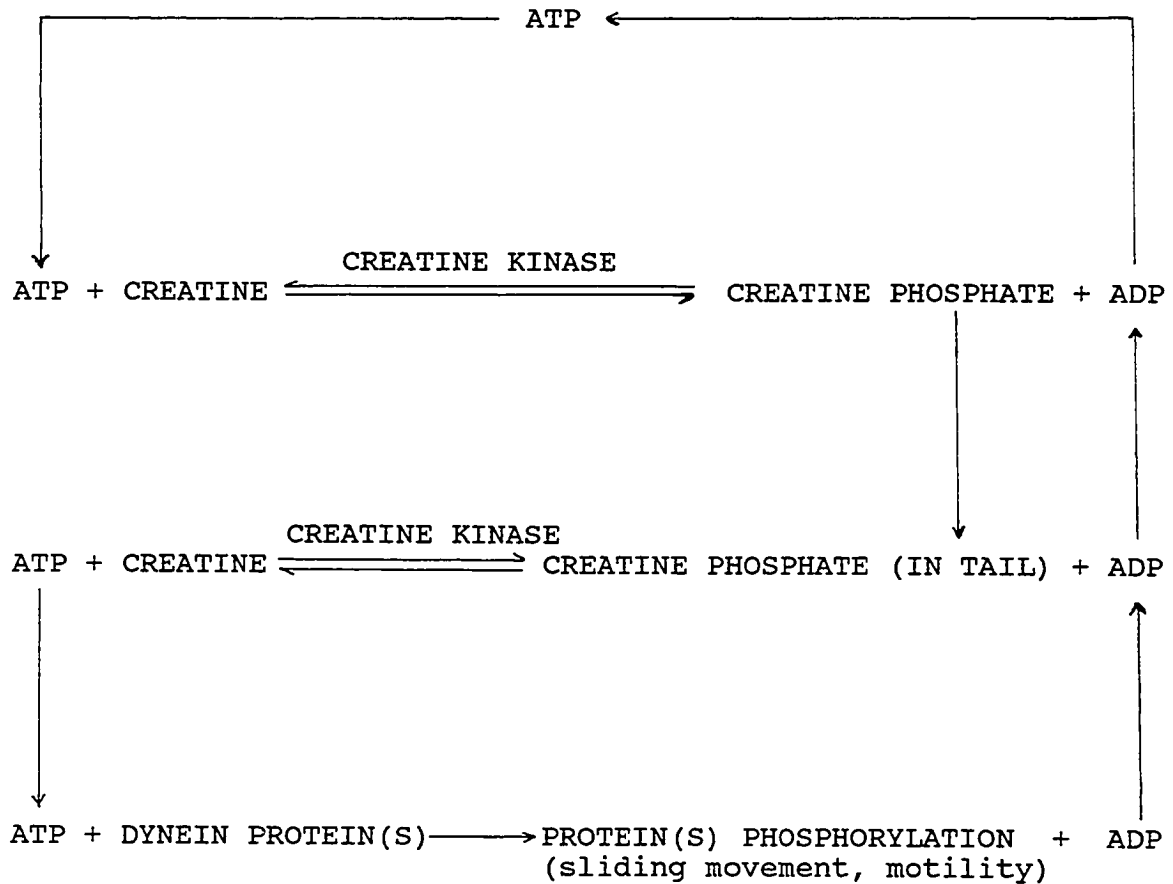 ATP
CREATINE KINASE
ATP + CREATINE CREATINE PHOSPHATE + ADP
CREATINE KINASE
ATP + CREATINE CREATINE PHOSPHATE (IN TAIL) + ADP
ATP + DYNEIN PROTEIN(S) PROTEIN(S) PHOSPHORYLATION + ADP
(sliding movement, motility)